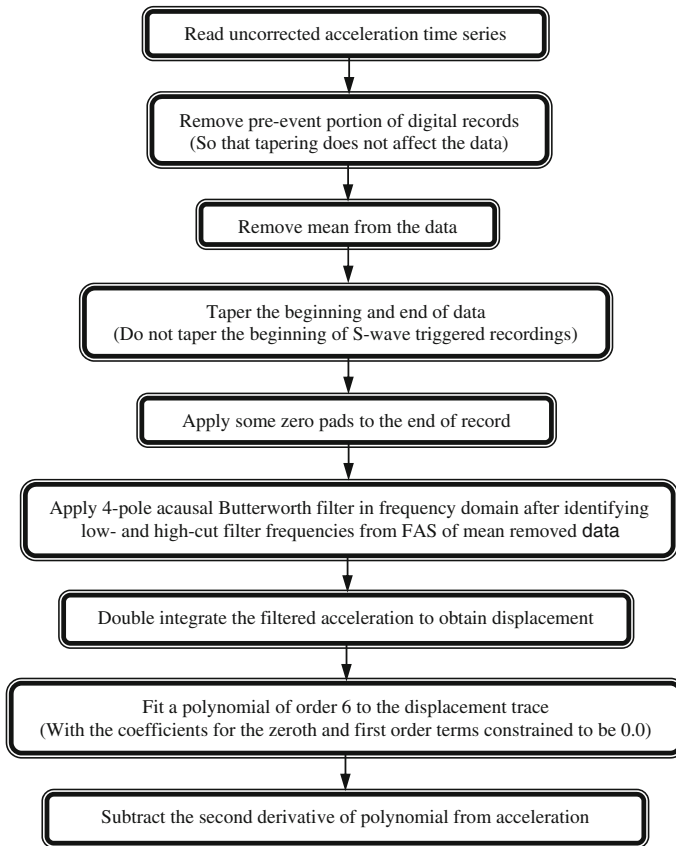 Read uncorrected acceleration time series
Remove pre-event portion of digital records
(So that tapering does not affect the data)
Remove mean from the data
Taper the beginning and end of data
(Do not taper the beginning of S-wave triggered recordings)
Apply some zero pads to the end of record
Apply 4-pole acausal Butterworth filter in frequency domain after identifying
low- and high-cut filter frequencies from FAS of mean removed data
Double integrate the filtered acceleration to obtain displacement
Fit a polynomial of order 6 to the displacement trace
(With the coefficients for the zeroth and first order terms constrained to be 0.0)
Subtract the second derivative of polynomial from acceleration